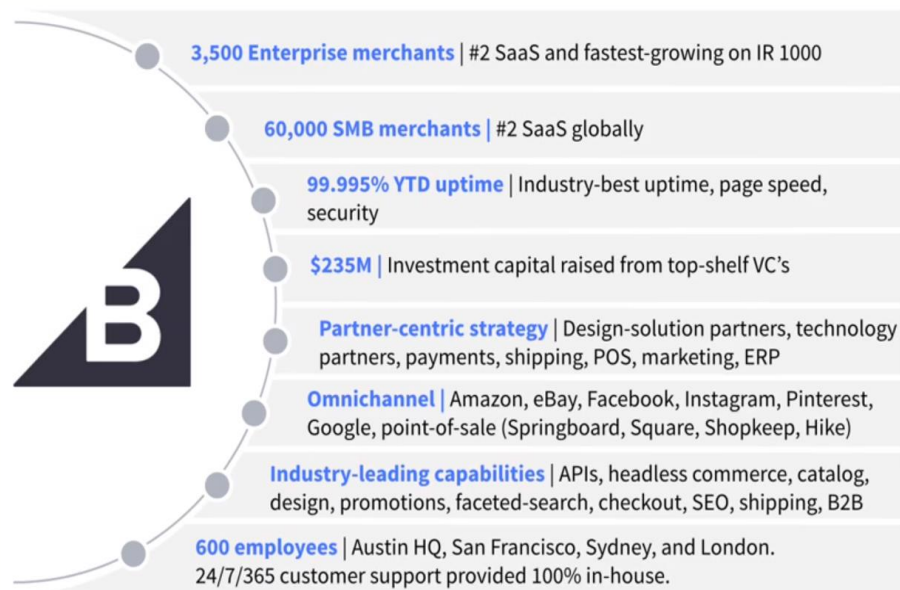 3,500 Enterprise merchants | #2 SaaS and fastest-growing on IR 1000
60,000 SMB merchants | #2 SaaS globally
99.995% YTD uptime | Industry-best uptime, page speed,
security
$235M | Investment capital raised from top-shelf VC’s
B
Partner-centric strategy | Design-solution partners, technology
partners, payments, shipping, POS, marketing, ERP
Omnichannel | Amazon, eBay, Facebook, Instagram, Pinterest,
Google, point-of-sale (Springboard, Square, Shopkeep, Hike)
Industry-leading capabilities | APIs, headless commerce, catalog,
design, promotions, faceted-search, checkout, SEO, shipping, B2B
600 employees | Austin HQ, San Francisco, Sydney, and London.
24/7/365 customer support provided 100% in-house.